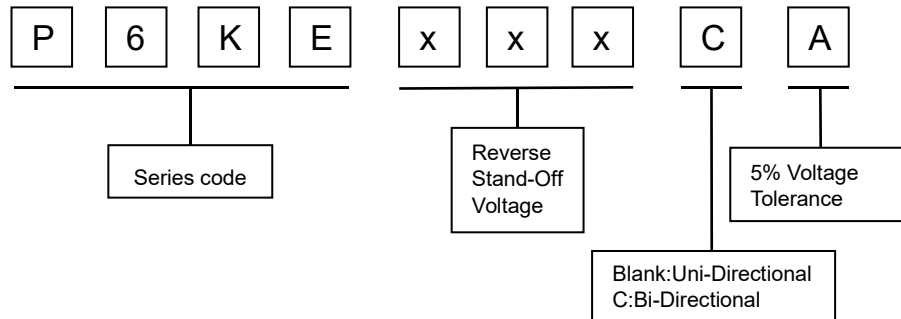 P 6 K E x x x C A
Series code
Reverse
Stand-Off
Voltage
5% Voltage
Tolerance
Blank:Uni-Directional
C:Bi-Directional